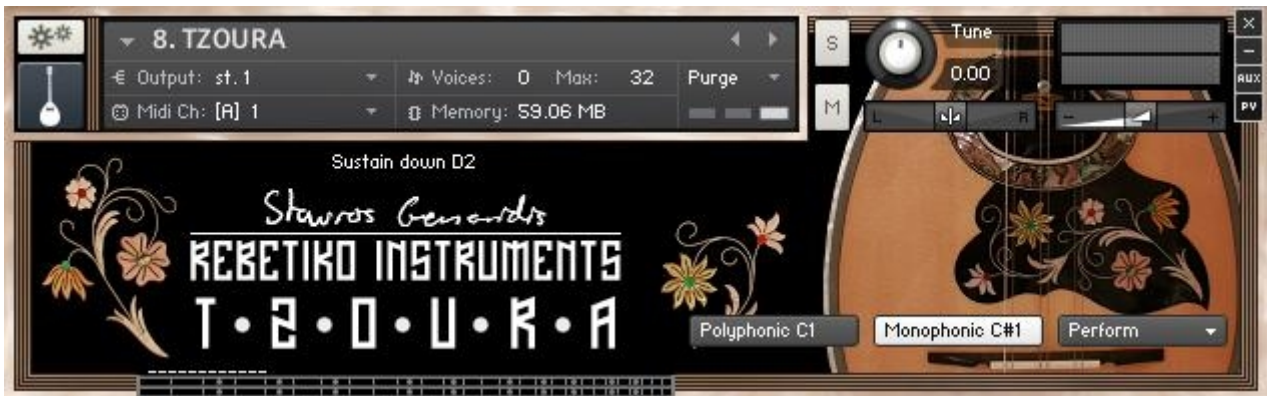 8. TZOURA
S
Tune
X
Output: st. 1
Voices: 0 Max: 32
Purge
0.00
-
AUX
Midi Ch: [A] 1
Memory: 59.06 MB
M
L R
- +
PV
Sustain down D2
Stavros Genaridis
REBETIKO INSTRUMENTS
T • Z • O • U • R • A
Polyphonic C1
Monophonic C#1
Perform